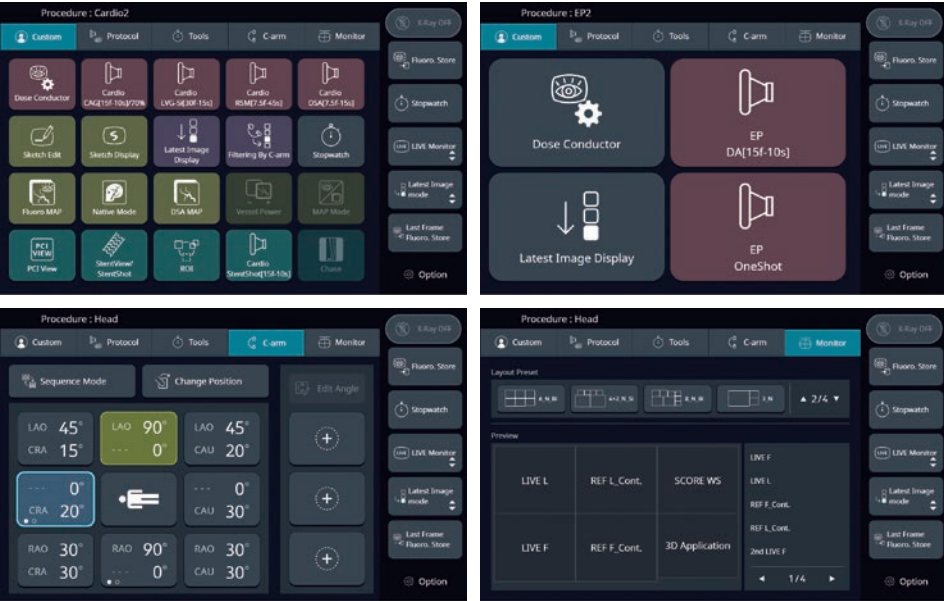 Procedure : Cardio2
Custom
Protocol
Tools
C-arm
Monitor
Dose Conductor
Cardio
CAG[15f-10s]/70%
Cardio
LVG-Si[30f-15s]
Cardio
RSM[7.5f-45s]
Cardio
DSA[7.5f-15s]
Sketch Edit
Sketch Display
Latest Image
Display
Filtering By C-arm
Stopwatch
Fluoro MAP
Native Mode
DSA MAP
Vessel Power
MAP Mode
PCI
VIEW
PCI View
StentView/
StentShot
ROI
Cardio
StentShot[15f-10s]
Chase
X-Ray OFF
Fluoro. Store
Stopwatch
LIVE
LIVE Monitor
Latest Image
mode
Last Frame
Fluoro. Store
Option
Procedure : EP2
Custom
Protocol
Tools
C-arm
Monitor
Dose Conductor
EP
DA[15f-10s]
Latest Image Display
EP
OneShot
X-Ray OFF
Fluoro. Store
Stopwatch
LIVE
LIVE Monitor
Latest Image
mode
Last Frame
Fluoro. Store
Option
Procedure : Head
Custom
Protocol
Tools
C-arm
Monitor
Sequence Mode
Change Position
Edit Angle
LAO 45°
CRA 15°
LAO 90°
--- 0°
LAO 45°
CAU 20°
--- 0°
CRA 20°
--- 0°
CAU 30°
RAO 30°
CRA 30°
RAO 90°
--- 0°
RAO 30°
CAU 30°
X-Ray OFF
Fluoro. Store
Stopwatch
LIVE
LIVE Monitor
Latest Image
mode
Last Frame
Fluoro. Store
Option
Procedure : Head
Custom
Protocol
Tools
C-arm
Monitor
Layout Preset
4_N_SI
4+2_N_SI
8_N_SI
3_N
▲ 2/4 ▼
Preview
LIVE L
REF L_Cont.
SCORE WS
LIVE F
REF F_Cont.
3D Application
LIVE F
LIVE L
REF F_Cont.
REF L_Cont.
2nd LIVE F
◄ 1/4 ►
X-Ray OFF
Fluoro. Store
Stopwatch
LIVE
LIVE Monitor
Latest Image
mode
Last Frame
Fluoro. Store
Option